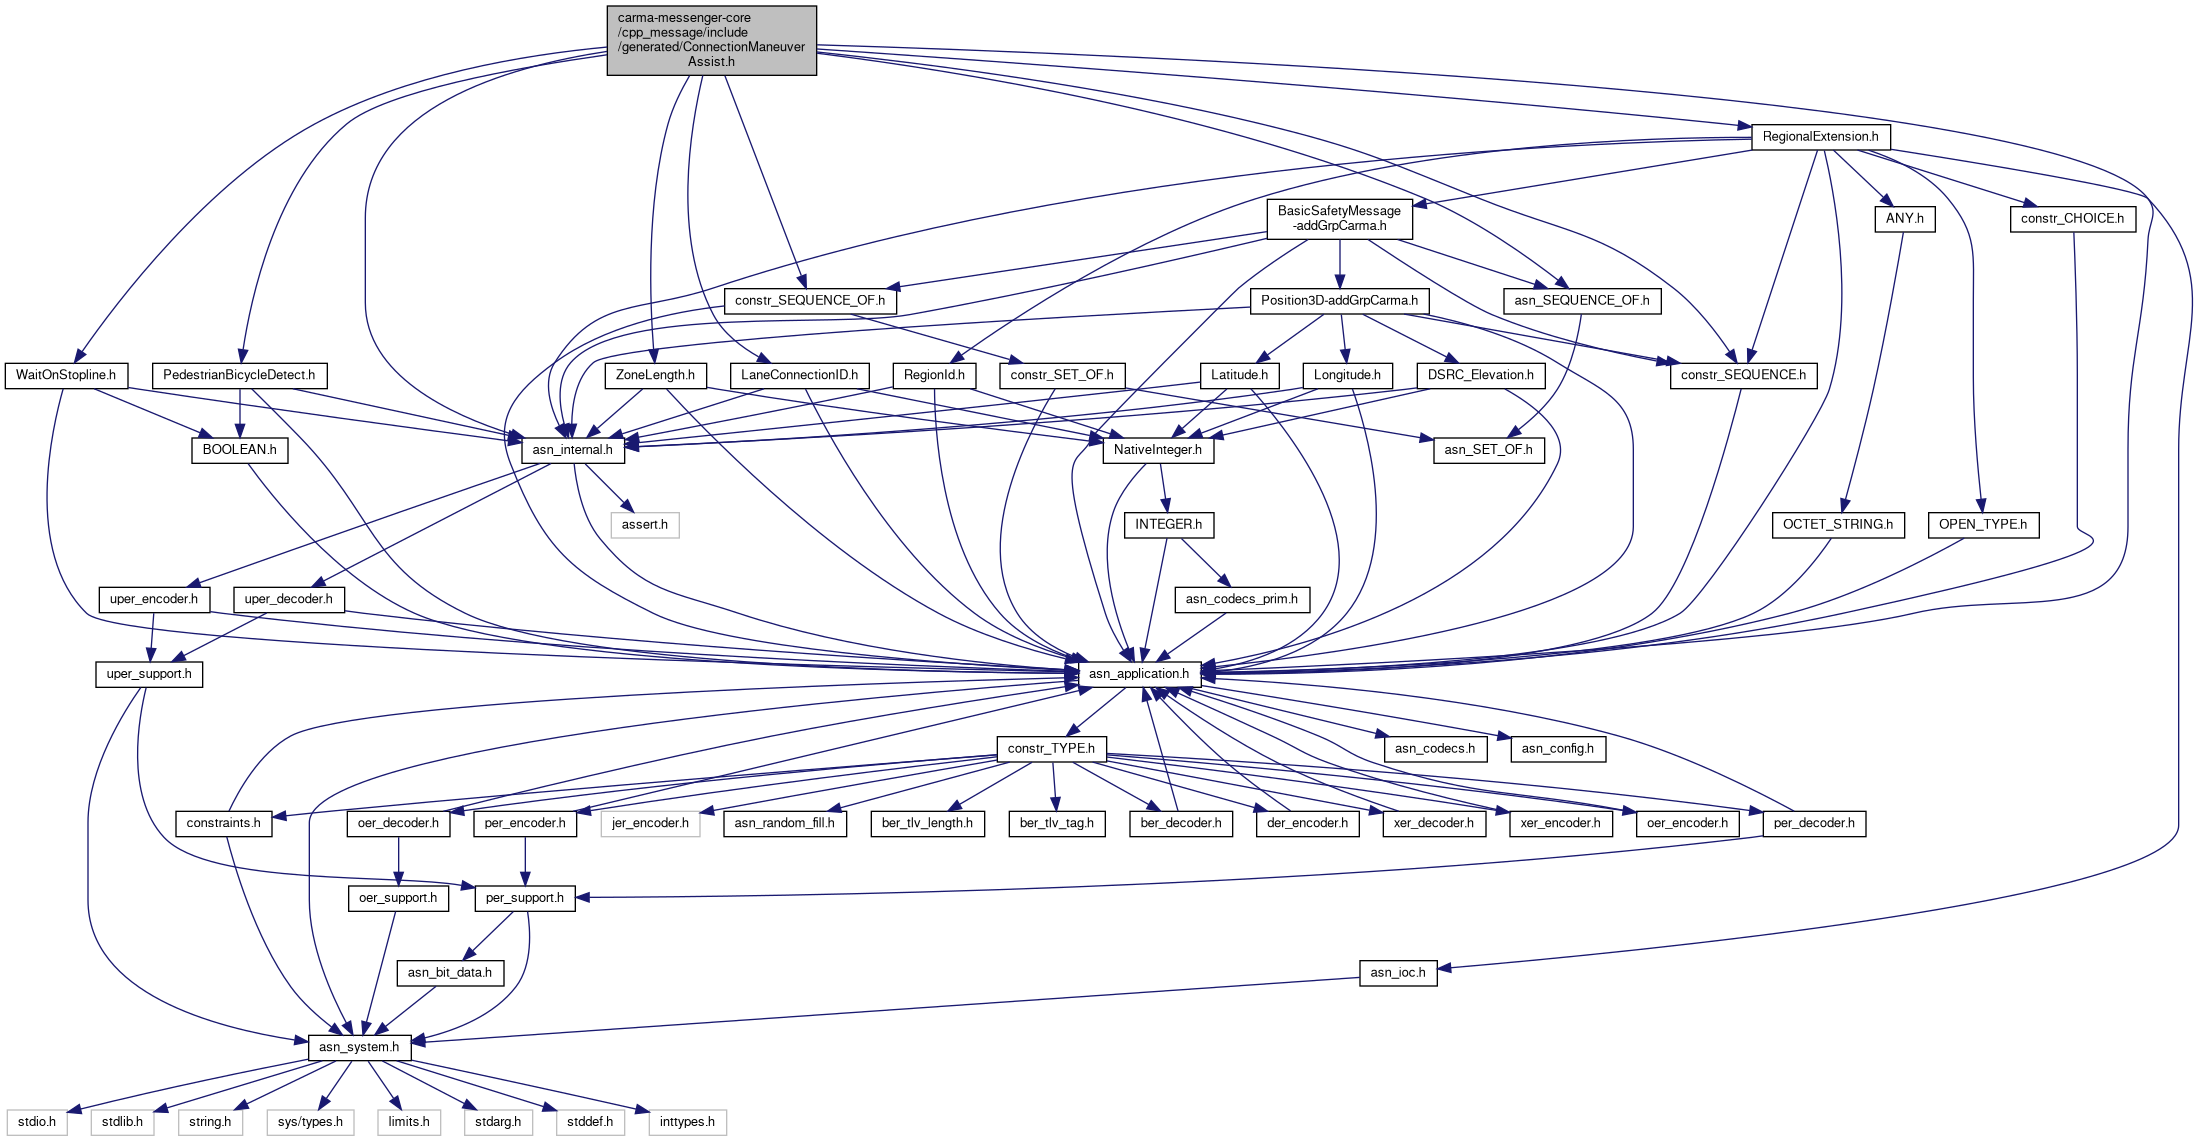 carma-messenger-core
/cpp_message/include
/generated/ConnectionManeuver
Assist.h
RegionalExtension.h
BasicSafetyMessage
-addGrpCarma.h
ANY.h
constr_CHOICE.h
constr_SEQUENCE_OF.h
Position3D-addGrpCarma.h
asn_SEQUENCE_OF.h
WaitOnStopline.h
PedestrianBicycleDetect.h
ZoneLength.h
LaneConnectionID.h
RegionId.h
constr_SET_OF.h
Latitude.h
Longitude.h
DSRC_Elevation.h
constr_SEQUENCE.h
BOOLEAN.h
asn_internal.h
NativeInteger.h
asn_SET_OF.h
assert.h
INTEGER.h
OCTET_STRING.h
OPEN_TYPE.h
uper_encoder.h
uper_decoder.h
asn_codecs_prim.h
uper_support.h
asn_application.h
constr_TYPE.h
asn_codecs.h
asn_config.h
constraints.h
oer_decoder.h
per_encoder.h
jer_encoder.h
asn_random_fill.h
ber_tlv_length.h
ber_tlv_tag.h
ber_decoder.h
der_encoder.h
xer_decoder.h
xer_encoder.h
oer_encoder.h
per_decoder.h
oer_support.h
per_support.h
asn_bit_data.h
asn_ioc.h
asn_system.h
stdio.h
stdlib.h
string.h
sys/types.h
limits.h
stdarg.h
stddef.h
inttypes.h